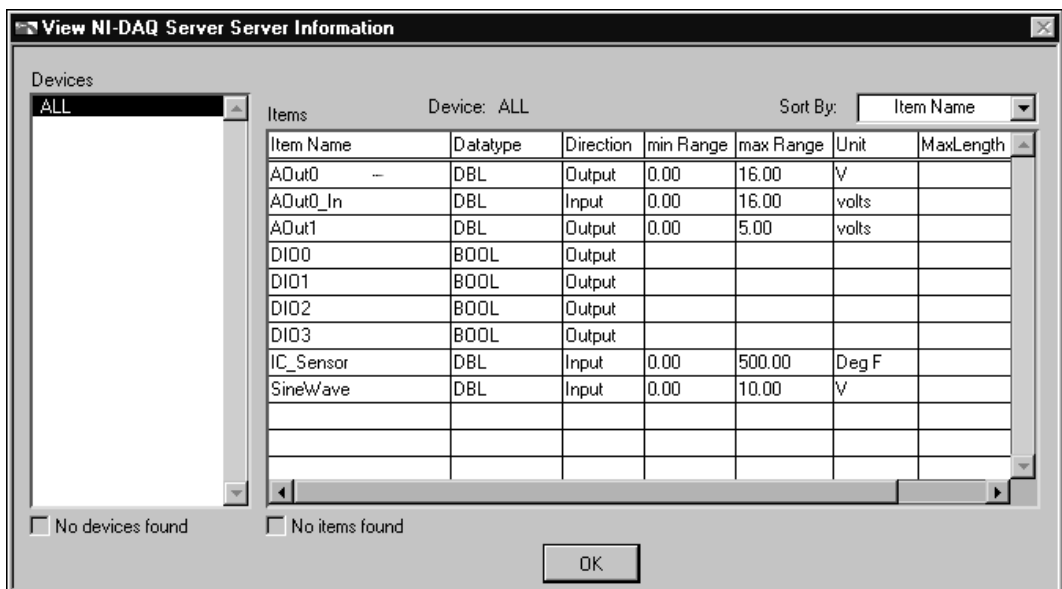 View NI-DAQ Server Server Information
Devices
ALL
Items Device: ALL Sort By: Item Name
Item Name Datatype Direction min Range max Range Unit MaxLength
AOut0 DBL Output 0.00 16.00 V
AOut0_In DBL Input 0.00 16.00 volts
AOut1 DBL Output 0.00 5.00 volts
DIO0 BOOL Output
DIO1 BOOL Output
DIO2 BOOL Output
DIO3 BOOL Output
IC_Sensor DBL Input 0.00 500.00 Deg F
SineWave DBL Input 0.00 10.00 V
No devices found No items found
OK